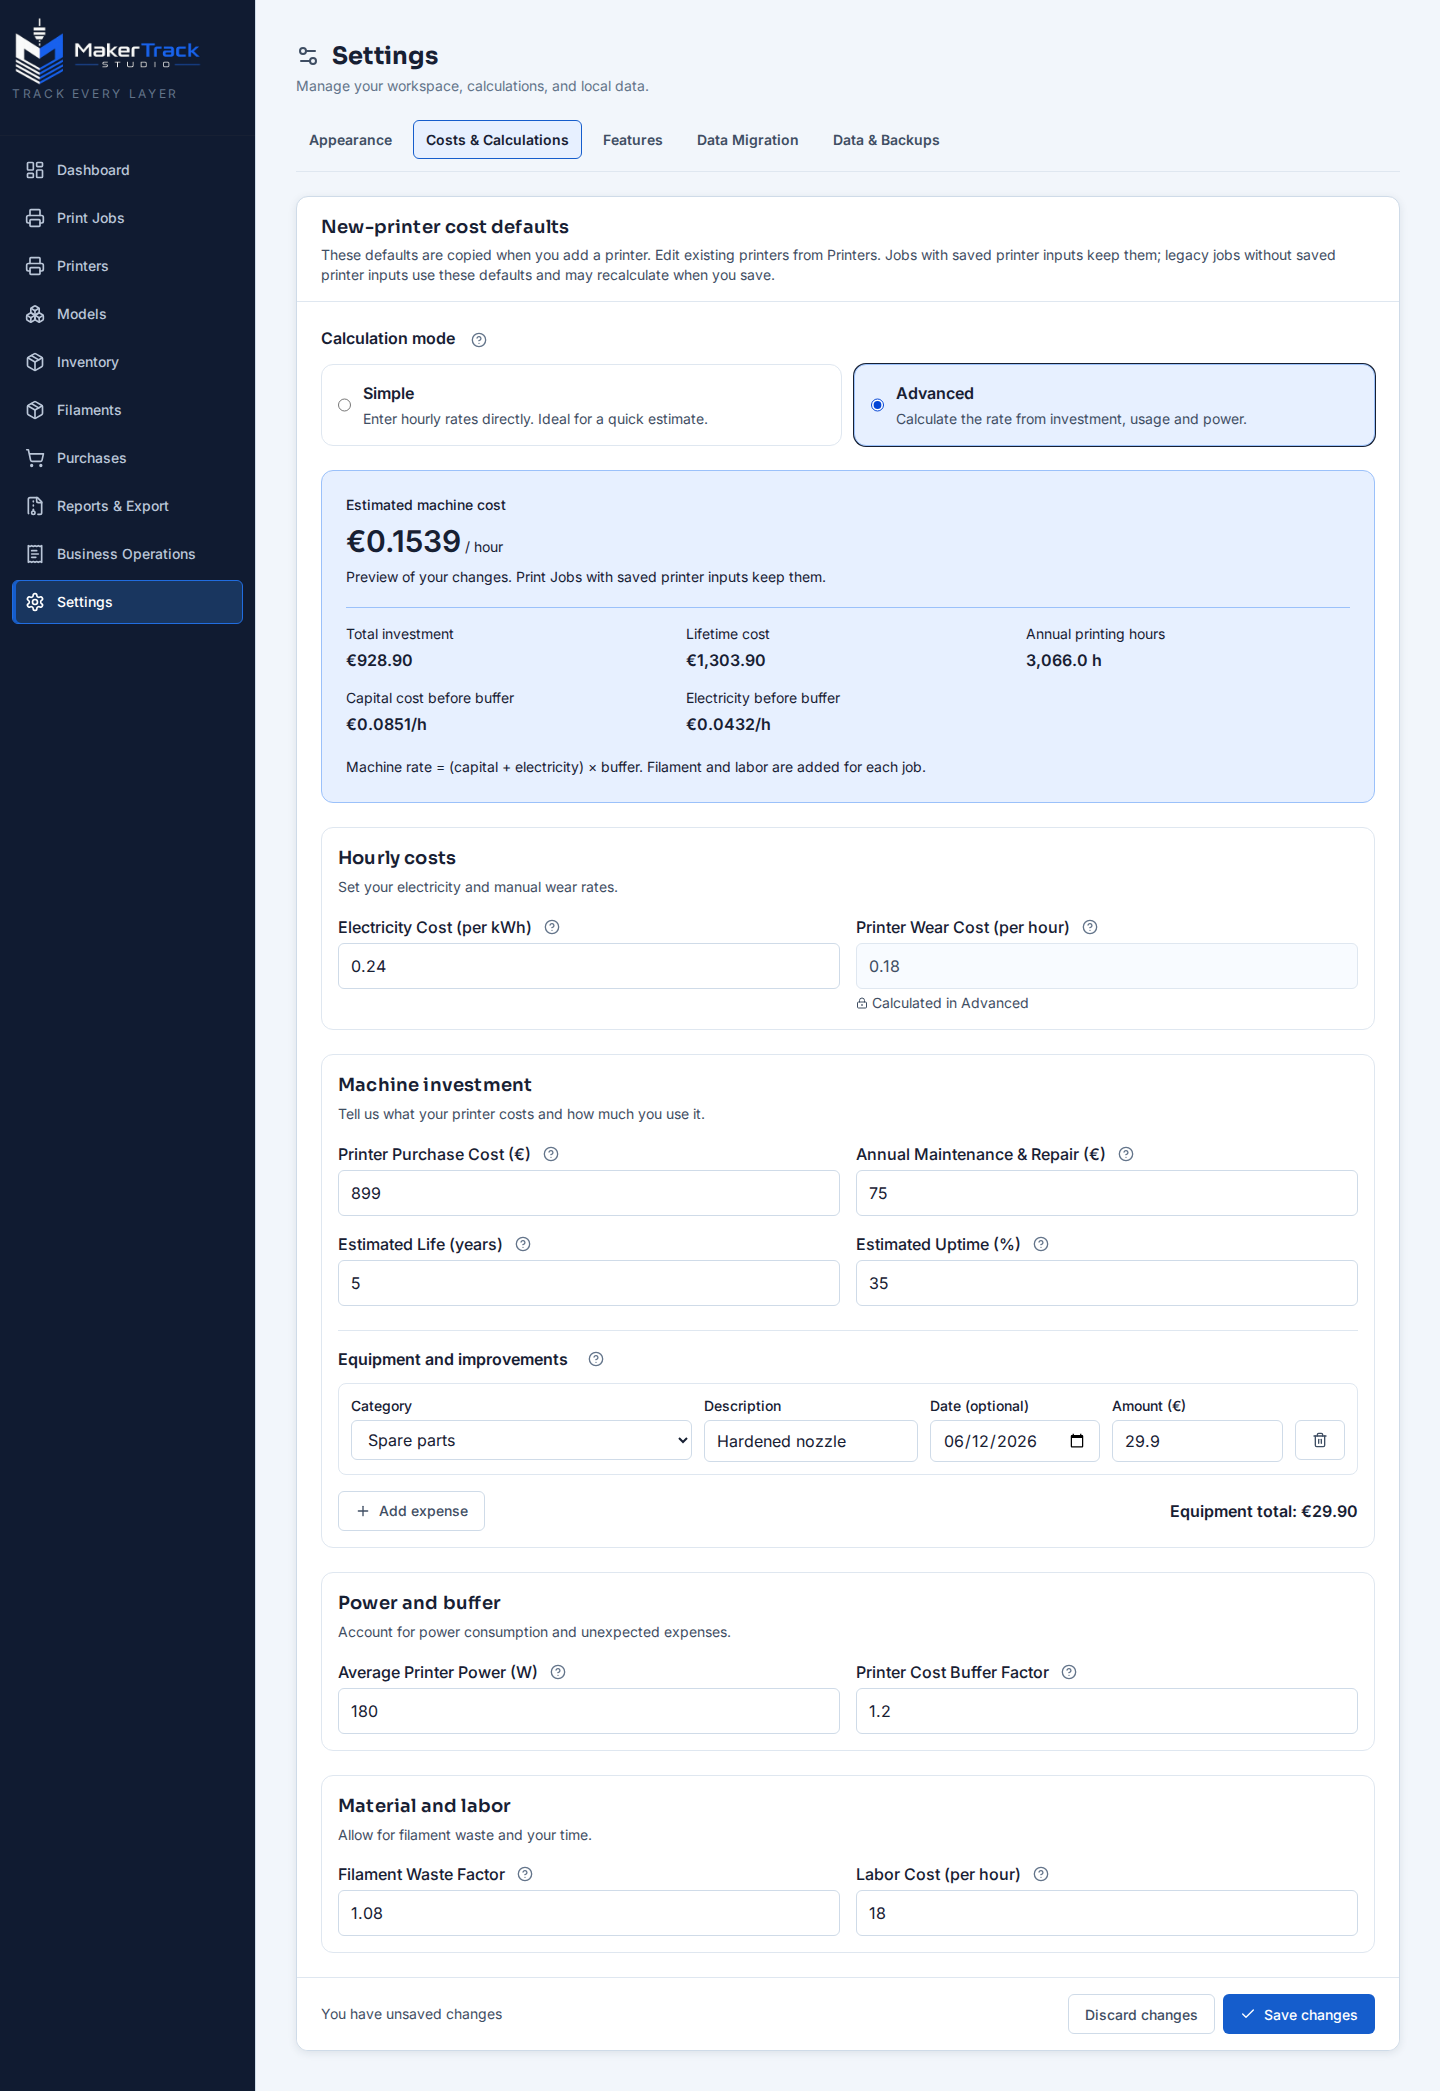 MakerTrack
STUDIO
TRACK EVERY LAYER
Dashboard
Print Jobs
Printers
Models
Inventory
Filaments
Purchases
Reports & Export
Business Operations
Settings
Settings
Manage your workspace, calculations, and local data.
Appearance Costs & Calculations Features Data Migration Data & Backups
New-printer cost defaults
These defaults are copied when you add a printer. Edit existing printers from Printers. Jobs with saved printer inputs keep them; legacy jobs without saved
printer inputs use these defaults and may recalculate when you save.
Calculation mode
Simple
Enter hourly rates directly. Ideal for a quick estimate.
Advanced
Calculate the rate from investment, usage and power.
Estimated machine cost
€0.1539 / hour
Preview of your changes. Print Jobs with saved printer inputs keep them.
Total investment Lifetime cost Annual printing hours
€928.90 €1,303.90 3,066.0 h
Capital cost before buffer Electricity before buffer
€0.0851/h €0.0432/h
Machine rate = (capital + electricity) × buffer. Filament and labor are added for each job.
Hourly costs
Set your electricity and manual wear rates.
Electricity Cost (per kWh) Printer Wear Cost (per hour)
0.24 0.18
Calculated in Advanced
Machine investment
Tell us what your printer costs and how much you use it.
Printer Purchase Cost (€) Annual Maintenance & Repair (€)
899 75
Estimated Life (years) Estimated Uptime (%)
5 35
Equipment and improvements
Category Description Date (optional) Amount (€)
Spare parts Hardened nozzle 06/12/2026 29.9
Add expense Equipment total: €29.90
Power and buffer
Account for power consumption and unexpected expenses.
Average Printer Power (W) Printer Cost Buffer Factor
180 1.2
Material and labor
Allow for filament waste and your time.
Filament Waste Factor Labor Cost (per hour)
1.08 18
You have unsaved changes Discard changes Save changes